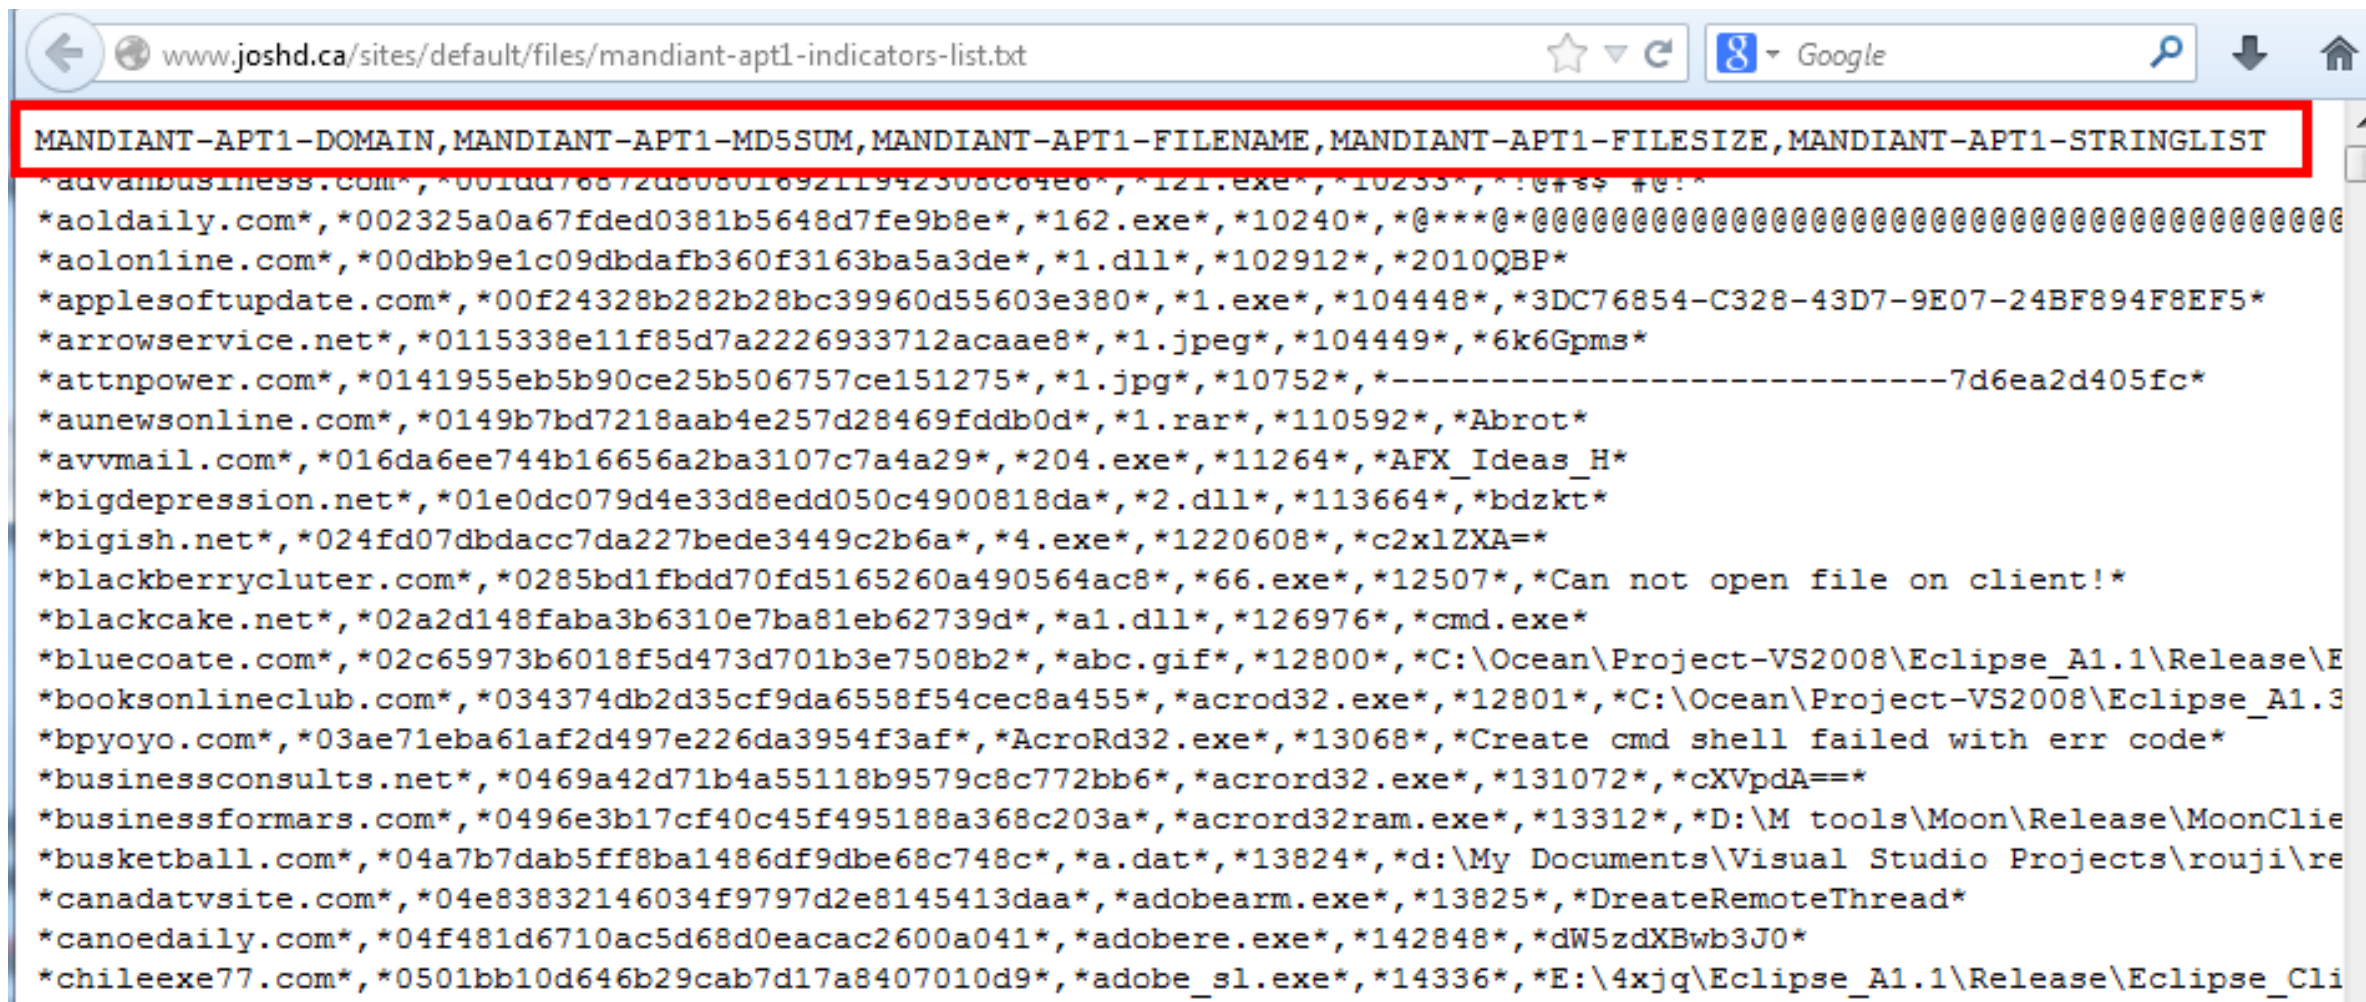 www.joshd.ca/sites/default/files/mandiant-apt1-indicators-list.txt
Google
MANDIANT-APT1-DOMAIN,MANDIANT-APT1-MD5SUM,MANDIANT-APT1-FILENAME,MANDIANT-APT1-FILESIZE,MANDIANT-APT1-STRINGLIST
*advanbusiness.com*,*001dd76872d80801692ff942308c64e6*,*121.exe*,*10233*,
*aoldaily.com*,*002325a0a67fded0381b5648d7fe9b8e*,*162.exe*,*10240*,*@***@*@@@@@@@@@@@@@@@@@@@@@@@@@@@@@@@@@@@@@@@@@
*aolon1ine.com*,*00dbb9e1c09dbdafb360f3163ba5a3de*,*1.dll*,*102912*,*2010QBP*
*applesoftupdate.com*,*00f24328b282b28bc39960d55603e380*,*1.exe*,*104448*,*3DC76854-C328-43D7-9E07-24BF894F8EF5*
*arrowservice.net*,*0115338e11f85d7a2226933712acaae8*,*1.jpeg*,*104449*,*6k6Gpms*
*attnpower.com*,*0141955eb5b90ce25b506757ce151275*,*1.jpg*,*10752*,*----------------------------7d6ea2d405fc*
*aunewsonline.com*,*0149b7bd7218aab4e257d28469fddb0d*,*1.rar*,*110592*,*Abrot*
*avvmail.com*,*016da6ee744b16656a2ba3107c7a4a29*,*204.exe*,*11264*,*AFX_Ideas_H*
*bigdepression.net*,*01e0dc079d4e33d8edd050c4900818da*,*2.dll*,*113664*,*bdzkt*
*bigish.net*,*024fd07dbdacc7da227bede3449c2b6a*,*4.exe*,*1220608*,*c2xlZXA=*
*blackberrycluter.com*,*0285bd1fbdd70fd5165260a490564ac8*,*66.exe*,*12507*,*Can not open file on client!*
*blackcake.net*,*02a2d148faba3b6310e7ba81eb62739d*,*a1.dll*,*126976*,*cmd.exe*
*bluecoate.com*,*02c65973b6018f5d473d701b3e7508b2*,*abc.gif*,*12800*,*C:\Ocean\Project-VS2008\Eclipse_A1.1\Release\E
*booksonlineclub.com*,*034374db2d35cf9da6558f54cec8a455*,*acrod32.exe*,*12801*,*C:\Ocean\Project-VS2008\Eclipse_A1.3
*bpyoyo.com*,*03ae71eba61af2d497e226da3954f3af*,*AcroRd32.exe*,*13068*,*Create cmd shell failed with err code*
*businessconsults.net*,*0469a42d71b4a55118b9579c8c772bb6*,*acrord32.exe*,*131072*,*cXVpdA==*
*businessformars.com*,*0496e3b17cf40c45f495188a368c203a*,*acrord32ram.exe*,*13312*,*D:\M tools\Moon\Release\MoonClie
*busketball.com*,*04a7b7dab5ff8ba1486df9dbe68c748c*,*a.dat*,*13824*,*d:\My Documents\Visual Studio Projects\rouji\re
*canadatvsite.com*,*04e83832146034f9797d2e8145413daa*,*adobearm.exe*,*13825*,*DreateRemoteThread*
*canoedaily.com*,*04f481d6710ac5d68d0eacac2600a041*,*adobere.exe*,*142848*,*dW5zdXBwb3J0*
*chileexe77.com*,*0501bb10d646b29cab7d17a8407010d9*,*adobe_sl.exe*,*14336*,*E:\4xjq\Eclipse_A1.1\Release\Eclipse_Cli